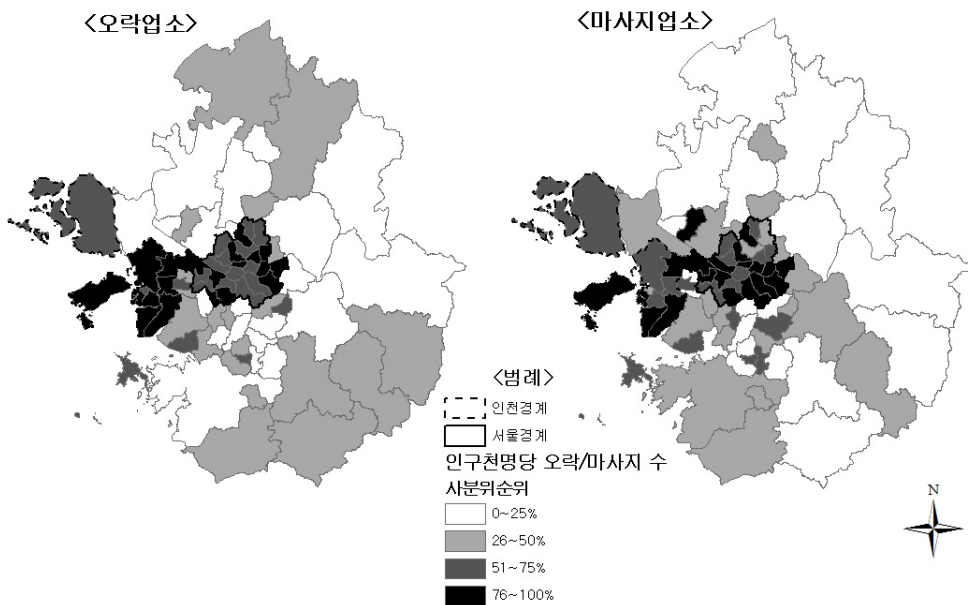 <오락업소>
<마사지업소>
<범례>
인천경계
서울경계
인구천명당 오락/마사지 수
사분위순위
0~25%
26~50%
51~75%
76~100%
N